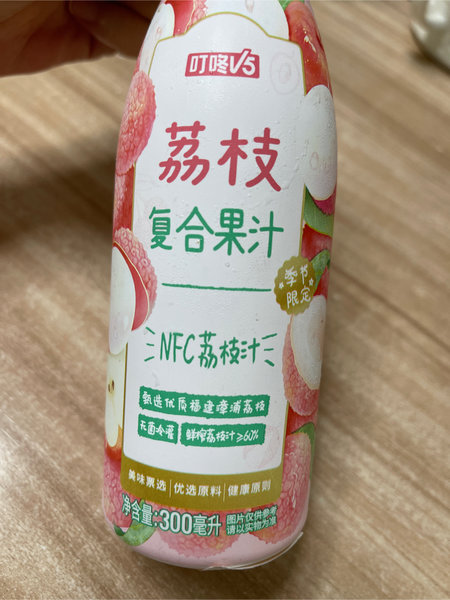 叮咚V5
荔枝
复合果汁
季节
限定
NFC荔枝汁
甄选优质福建漳浦荔枝
无菌冷灌 鲜榨荔枝汁≥60%
美味票选 优选原料 健康原则
净含量:300毫升
图片仅供参考
请以实物为准